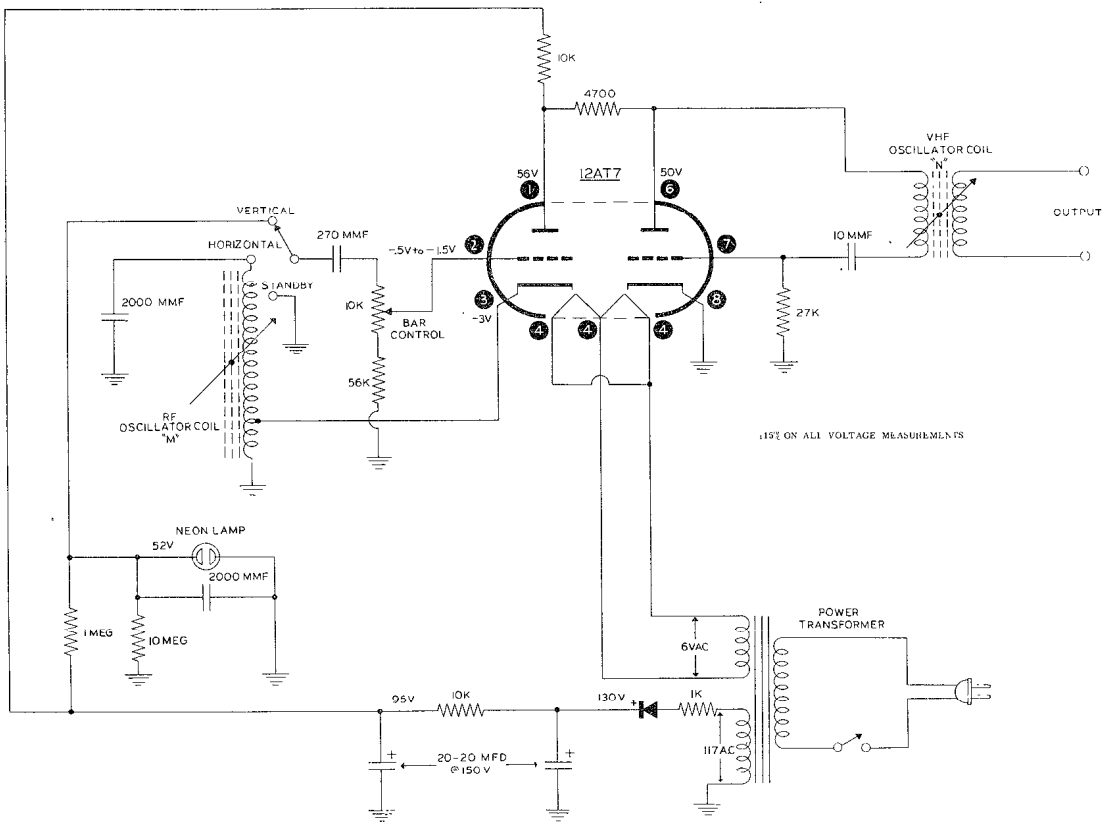 10K
4700
VHF
OSCILLATOR COIL
"N"
56V
12AT7
50V
1
6
VERTICAL
HORIZONTAL
270 MMF
-.5V to -1.5V
2
7
10 MMF
OUTPUT
STANDBY
2000 MMF
10K
BAR
CONTROL
3
-3V
8
27K
4
4
4
56K
RF
OSCILLATOR COIL
"M"
ON ALL VOLTAGE MEASUREMENTS
NEON LAMP
52V
2000 MMF
1 MEG
10 MEG
POWER
TRANSFORMER
6VAC
95V
10K
130V
+
1K
117AC
+
20-20 MFD
@ 150 V
+